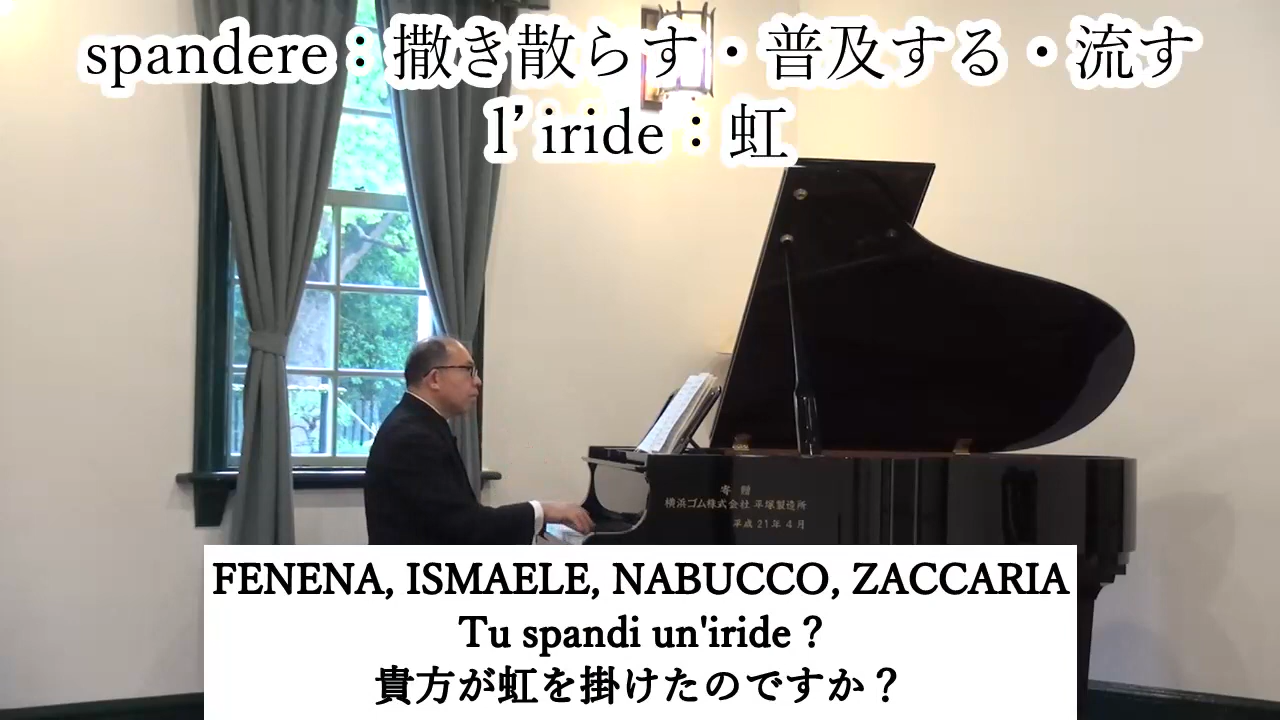 spandere：撒き散らす・普及する・流す
l’iride：虹
寄贈
横浜ゴム株式会社 平塚製造所
平成21年4月
FENENA, ISMAELE, NABUCCO, ZACCARIA
Tu spandi un'iride？
貴方が虹を掛けたのですか？